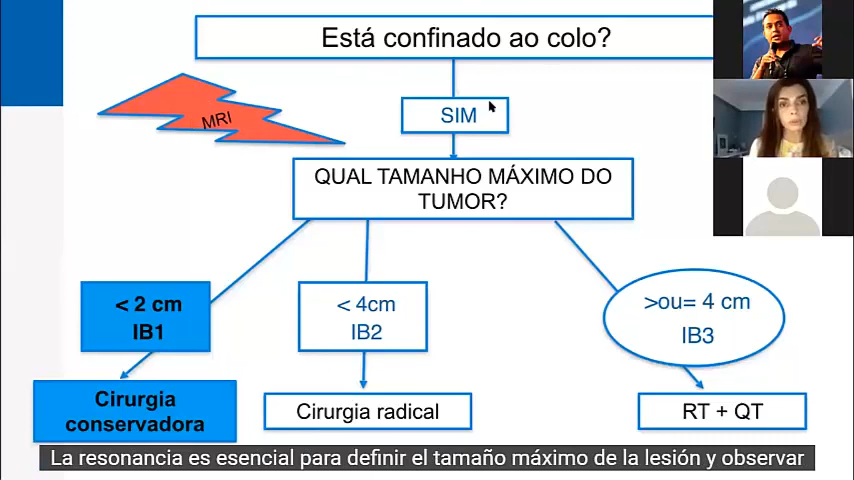 Está confinado ao colo?
MRI
SIM
QUAL TAMANHO MÁXIMO DO
TUMOR?
< 2 cm
IB1
< 4cm
IB2
>ou= 4 cm
IB3
Cirurgia
conservadora
Cirurgia radical
RT + QT
La resonancia es esencial para definir el tamaño máximo de la lesión y observar